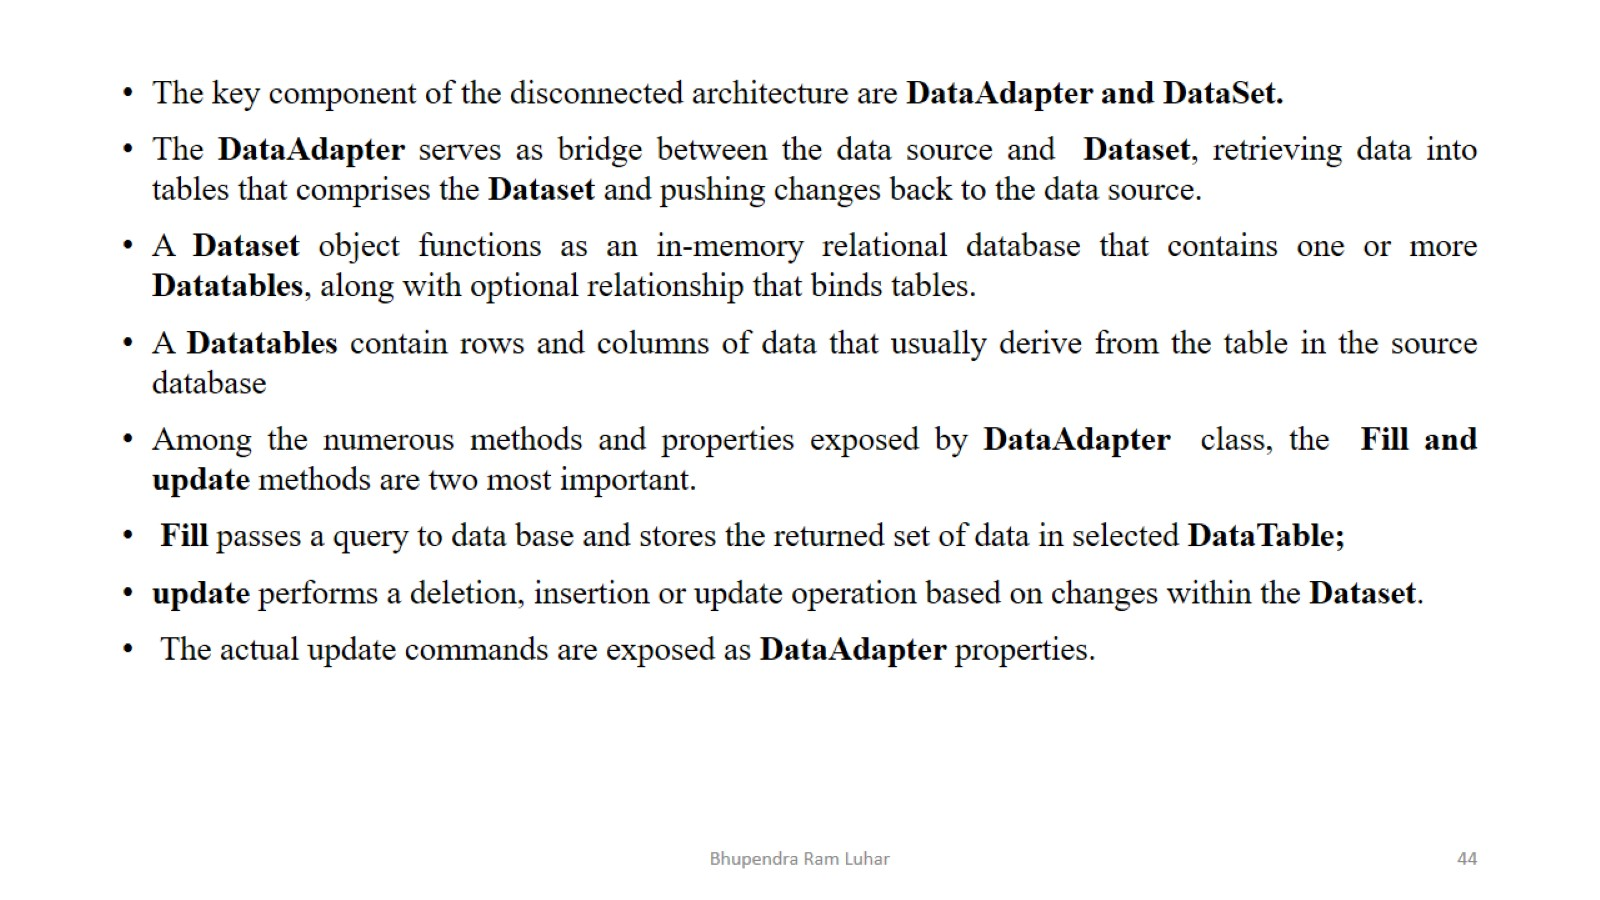 • The key component of the disconnected architecture are DataAdapter and DataSet.
• The DataAdapter serves as bridge between the data source and Dataset, retrieving data into
tables that comprises the Dataset and pushing changes back to the data source.
• A Dataset object functions as an in-memory relational database that contains one or more
Datatables, along with optional relationship that binds tables.
• A Datatables contain rows and columns of data that usually derive from the table in the source
database
• Among the numerous methods and properties exposed by DataAdapter class, the Fill and
update methods are two most important.
• Fill passes a query to data base and stores the returned set of data in selected DataTable;
• update performs a deletion, insertion or update operation based on changes within the Dataset.
• The actual update commands are exposed as DataAdapter properties.
Bhupendra Ram Luhar
44